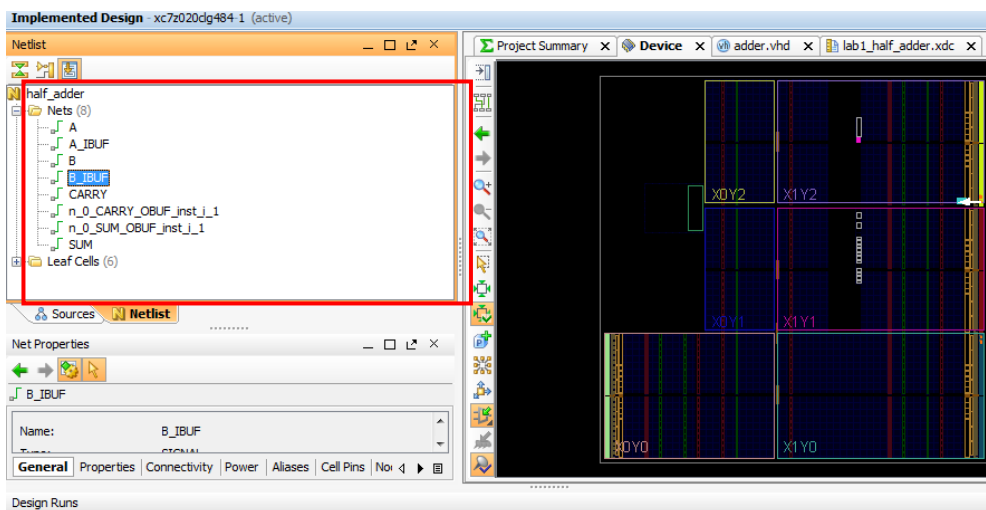 Implemented Design - xc7z020clg484-1 (active)
Netlist
half_adder
Nets (8)
A
A_IBUF
B
B_IBUF
CARRY
n_0_CARRY_OBUF_inst_i_1
n_0_SUM_OBUF_inst_i_1
SUM
Leaf Cells (6)
Sources Netlist
Net Properties
B_IBUF
Name: B_IBUF
General Properties Connectivity Power Aliases Cell Pins
Design Runs
Project Summary Device adder.vhd lab1_half_adder.xdc
X0Y2 X1Y2
X0Y1 X1Y1
X0Y0 X1Y0